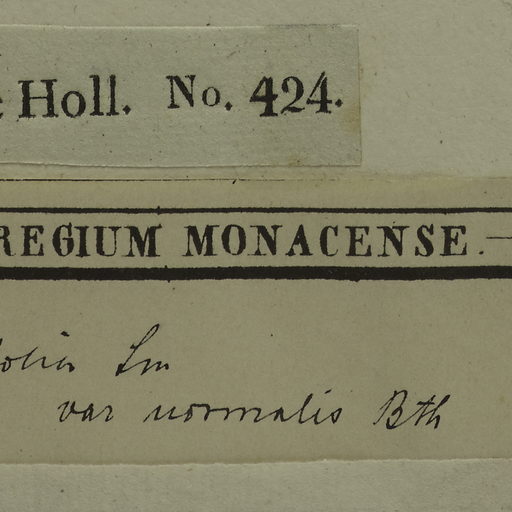 Holl. No. 424.
REGIUM MONACENSE.—
folia Sm
var normalis Bth